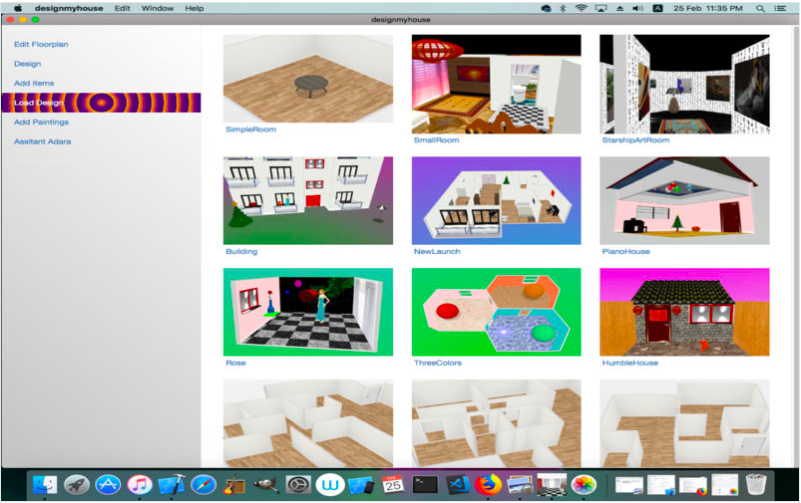 designmyhouse Edit Window Help
25 Feb 11:35 PM
designmyhouse
Edit Floorplan
Design
Add Items
Load Design
Add Paintings
Assitant Adara
SimpleRoom
SmallRoom
StarshipArtRoom
Building
NewLaunch
PianoHouse
Rose
ThreeColors
HumbleHouse
25